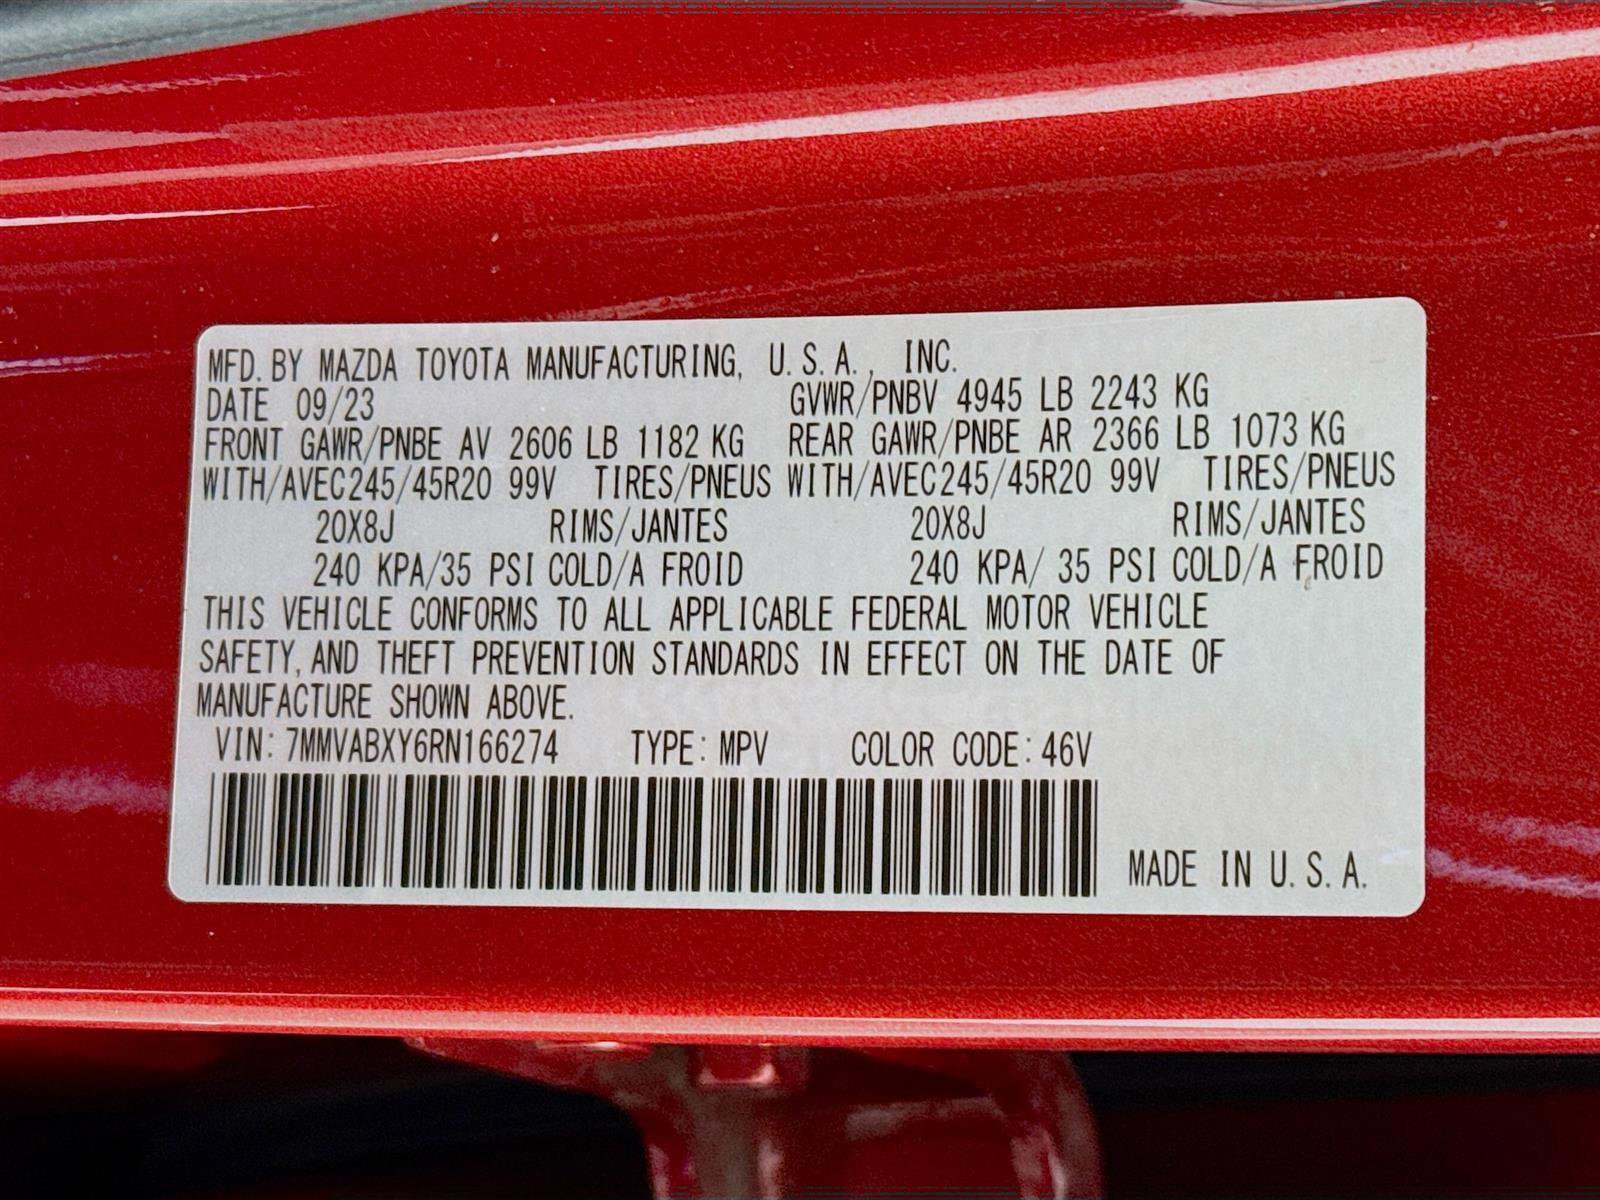 MFD. BY MAZDA TOYOTA MANUFACTURING, U.S.A., INC.
DATE 09/23 GVWR/PNBV 4945 LB 2243 KG
FRONT GAWR/PNBE AV 2606 LB 1182 KG REAR GAWR/PNBE AR 2366 LB 1073 KG
WITH/AVEC245/45R20 99V TIRES/PNEUS WITH/AVEC245/45R20 99V TIRES/PNEUS
20X8J RIMS/JANTES 20X8J RIMS/JANTES
240 KPA/35 PSI COLD/A FROID 240 KPA/ 35 PSI COLD/A FROID
THIS VEHICLE CONFORMS TO ALL APPLICABLE FEDERAL MOTOR VEHICLE
SAFETY, AND THEFT PREVENTION STANDARDS IN EFFECT ON THE DATE OF
MANUFACTURE SHOWN ABOVE.
VIN: 7MMVABXY6RN166274 TYPE: MPV COLOR CODE: 46V
MADE IN U.S.A.